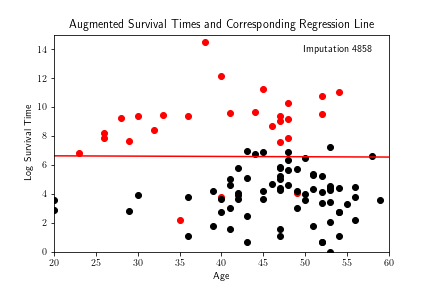 Augmented Survival Times and Corresponding Regression Line
Imputation 4858
Log Survival Time
14
12
10
8
6
4
2
0
20 25 30 35 40 45 50 55 60
Age